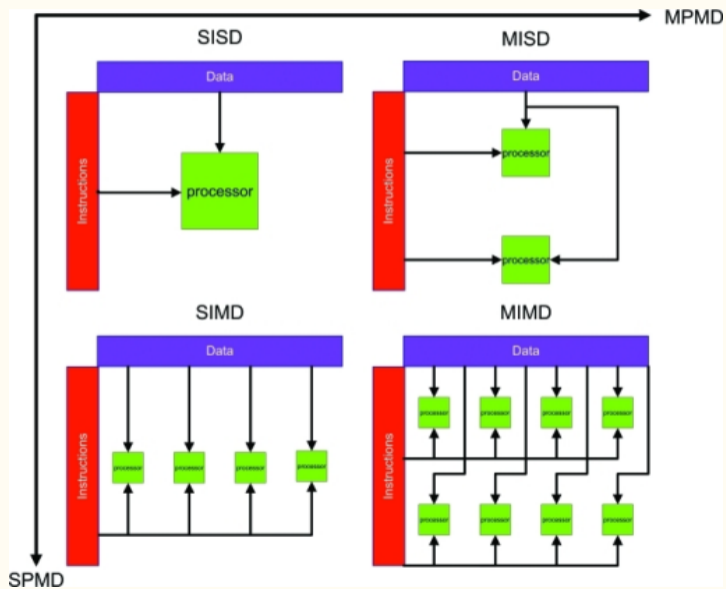 MPMD
SISD
MISD
Data
Data
Instructions
processor
Instructions
processor
processor
SIMD
MIMD
Data
Data
Instructions
processor
processor
processor
processor
Instructions
processor
processor
processor
processor
processor
processor
processor
processor
SPMD